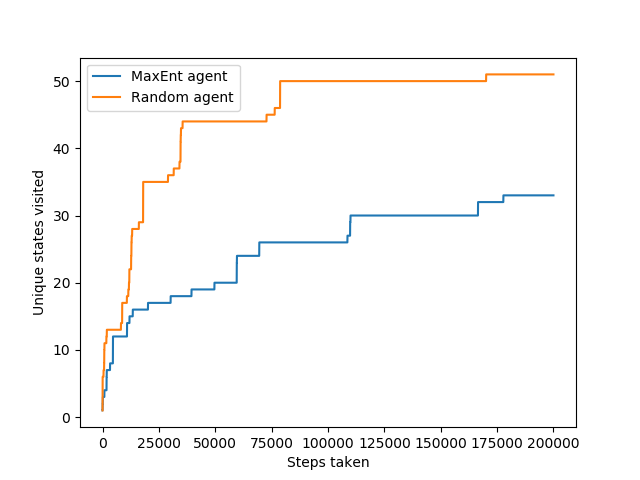 MaxEnt agent
Random agent
Unique states visited
50
40
30
20
10
0
0 25000 50000 75000 100000 125000 150000 175000 200000
Steps taken